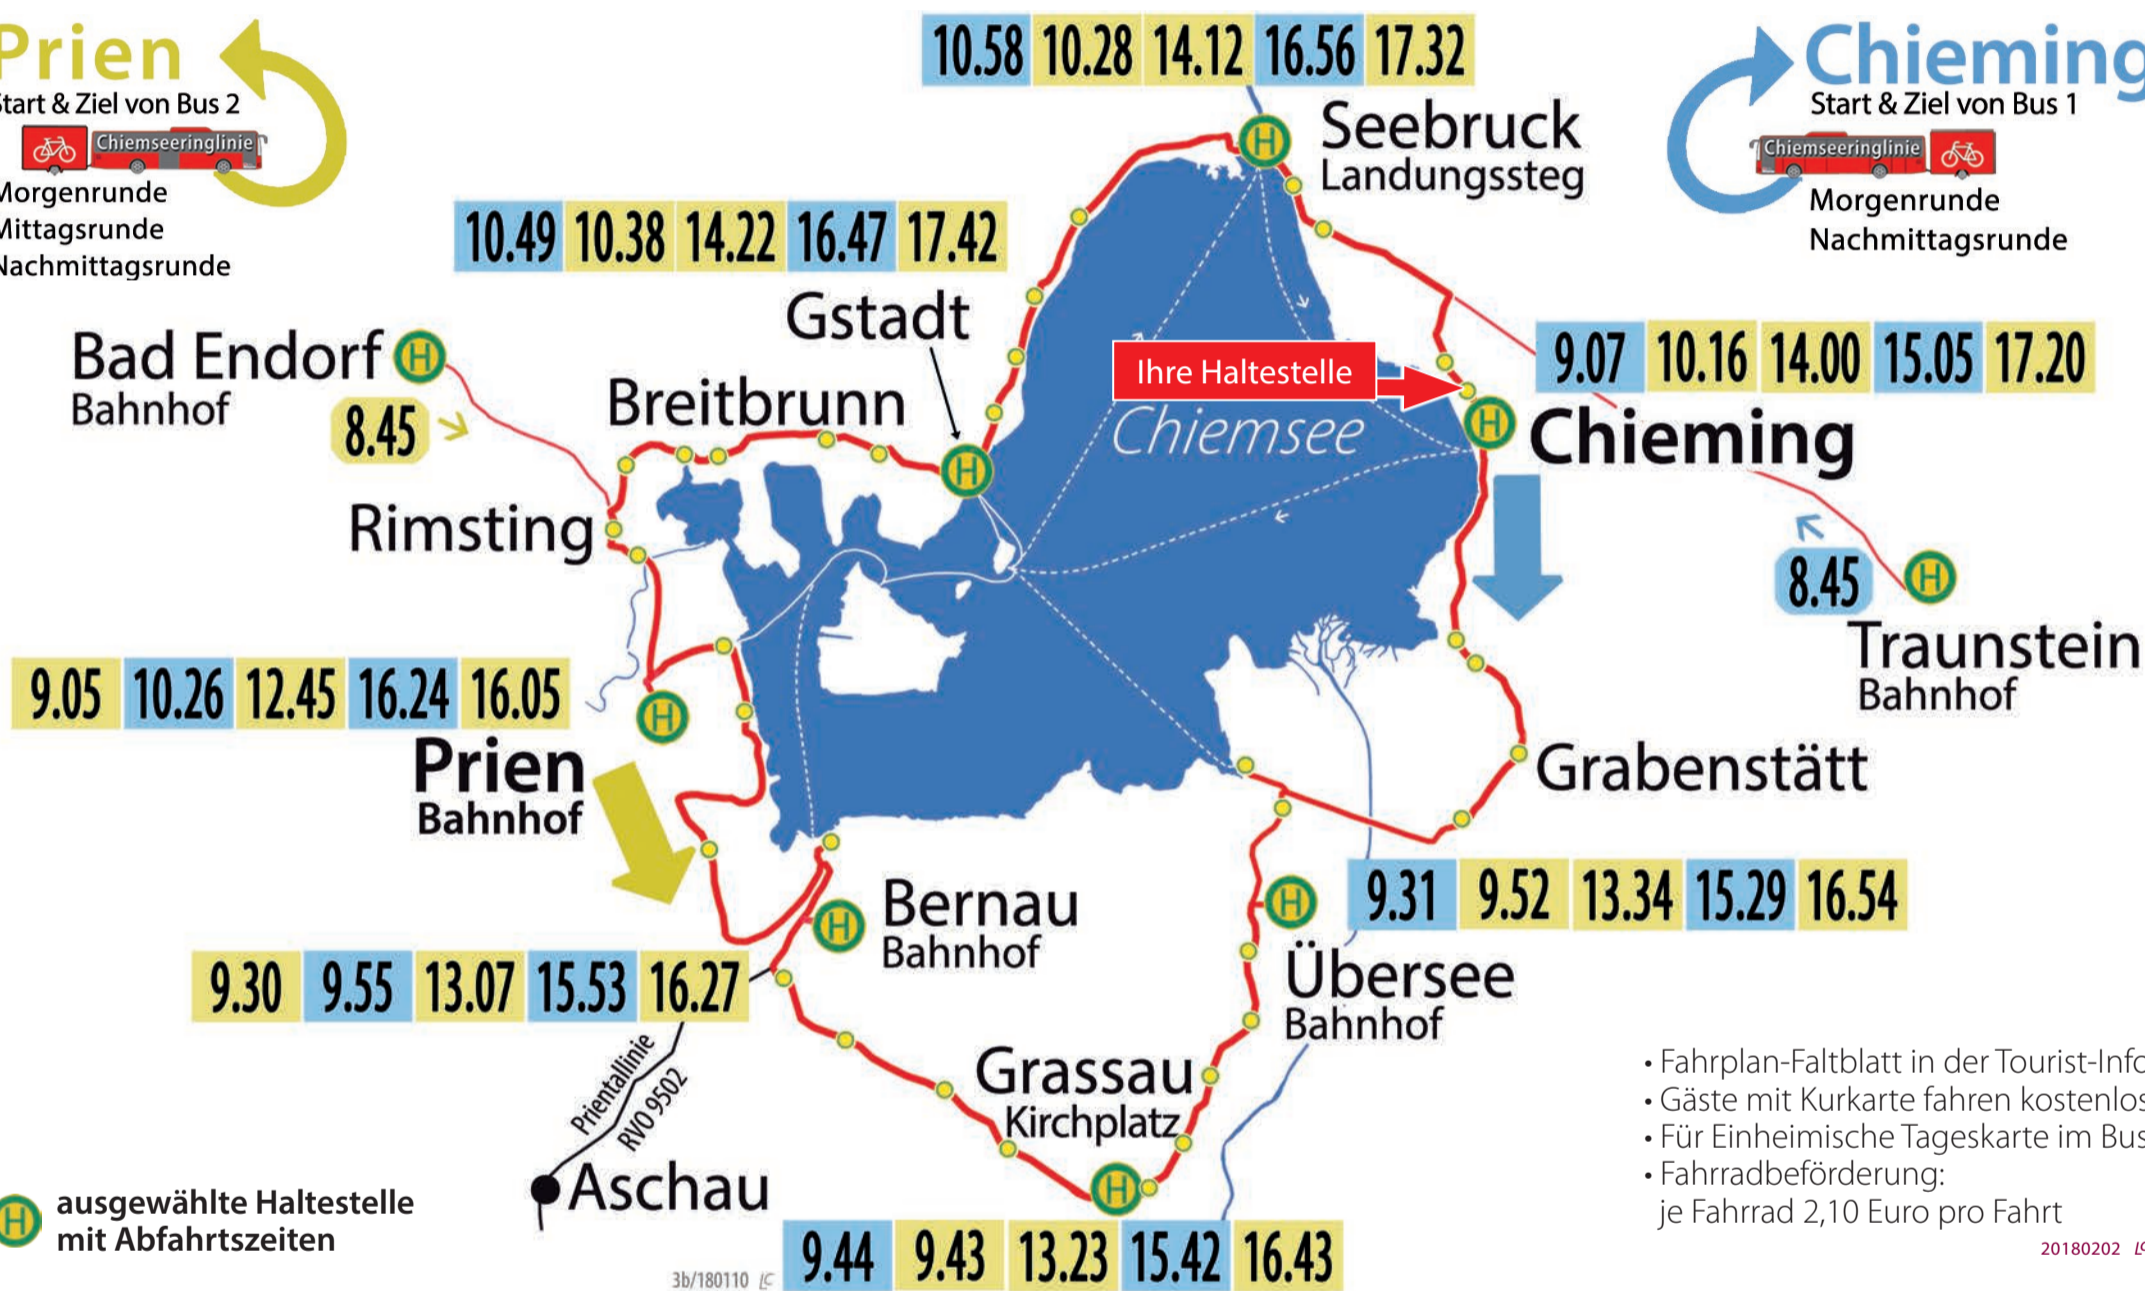 10.58 10.28 14.12 16.56 17.32
Prien
Start & Ziel von Bus 2
Chiemseeringlinie
Morgenrunde
Mittagsrunde
Nachmittagsrunde
Chieming
Start & Ziel von Bus 1
Chiemseeringlinie
Morgenrunde
Nachmittagsrunde
H
Seebruck
Landungssteg
10.49 10.38 14.22 16.47 17.42
Gstadt
H
Bad Endorf H
Bahnhof
8.45
Breitbrunn
Rimsting
Ihre Haltestelle
Chiemsee
9.07 10.16 14.00 15.05 17.20
H Chieming
8.45
H
Traunstein
Bahnhof
9.05 10.26 12.45 16.24 16.05
H
Prien
Bahnhof
Grabenstätt
9.31 9.52 13.34 15.29 16.54
H
Übersee
Bahnhof
H
Bernau
Bahnhof
9.30 9.55 13.07 15.53 16.27
Prientallinie
RVO 9502
Aschau
Grassau
Kirchplatz
H
9.44 9.43 13.23 15.42 16.43
H ausgewählte Haltestelle
mit Abfahrtszeiten
3b/180110 LC
• Fahrplan-Faltblatt in der Tourist-Info
• Gäste mit Kurkarte fahren kostenlos
• Für Einheimische Tageskarte im Bus
• Fahrradbeförderung:
je Fahrrad 2,10 Euro pro Fahrt
20180202 LC